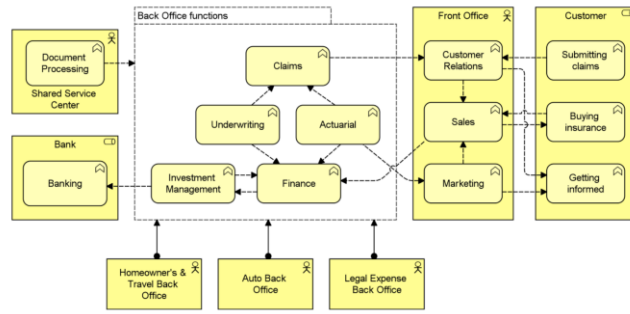 Back Office functions
Front Office
Customer
Document
Processing
Shared Service
Center
Claims
Customer
Relations
Submitting
claims
Underwriting
Actuarial
Sales
Buying
insurance
Bank
Banking
Investment
Management
Finance
Marketing
Getting
informed
Homeowner's &
Travel Back
Office
Auto Back
Office
Legal Expense
Back Office